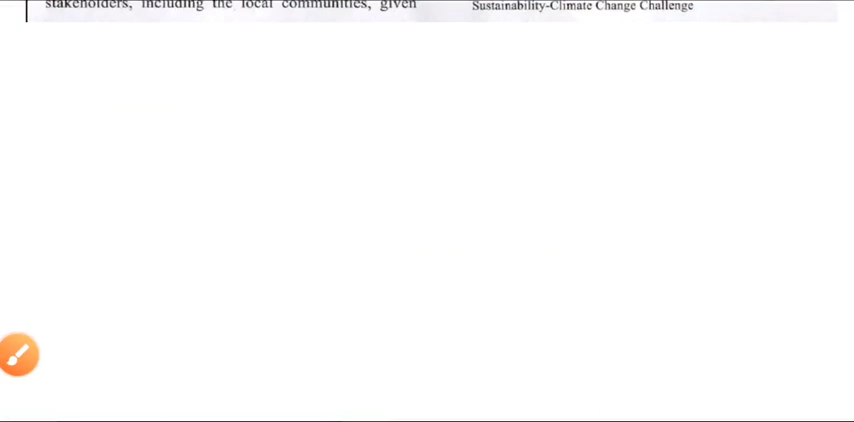 stakeholders, including the local communities, given
Sustainability-Climate Change Challenge